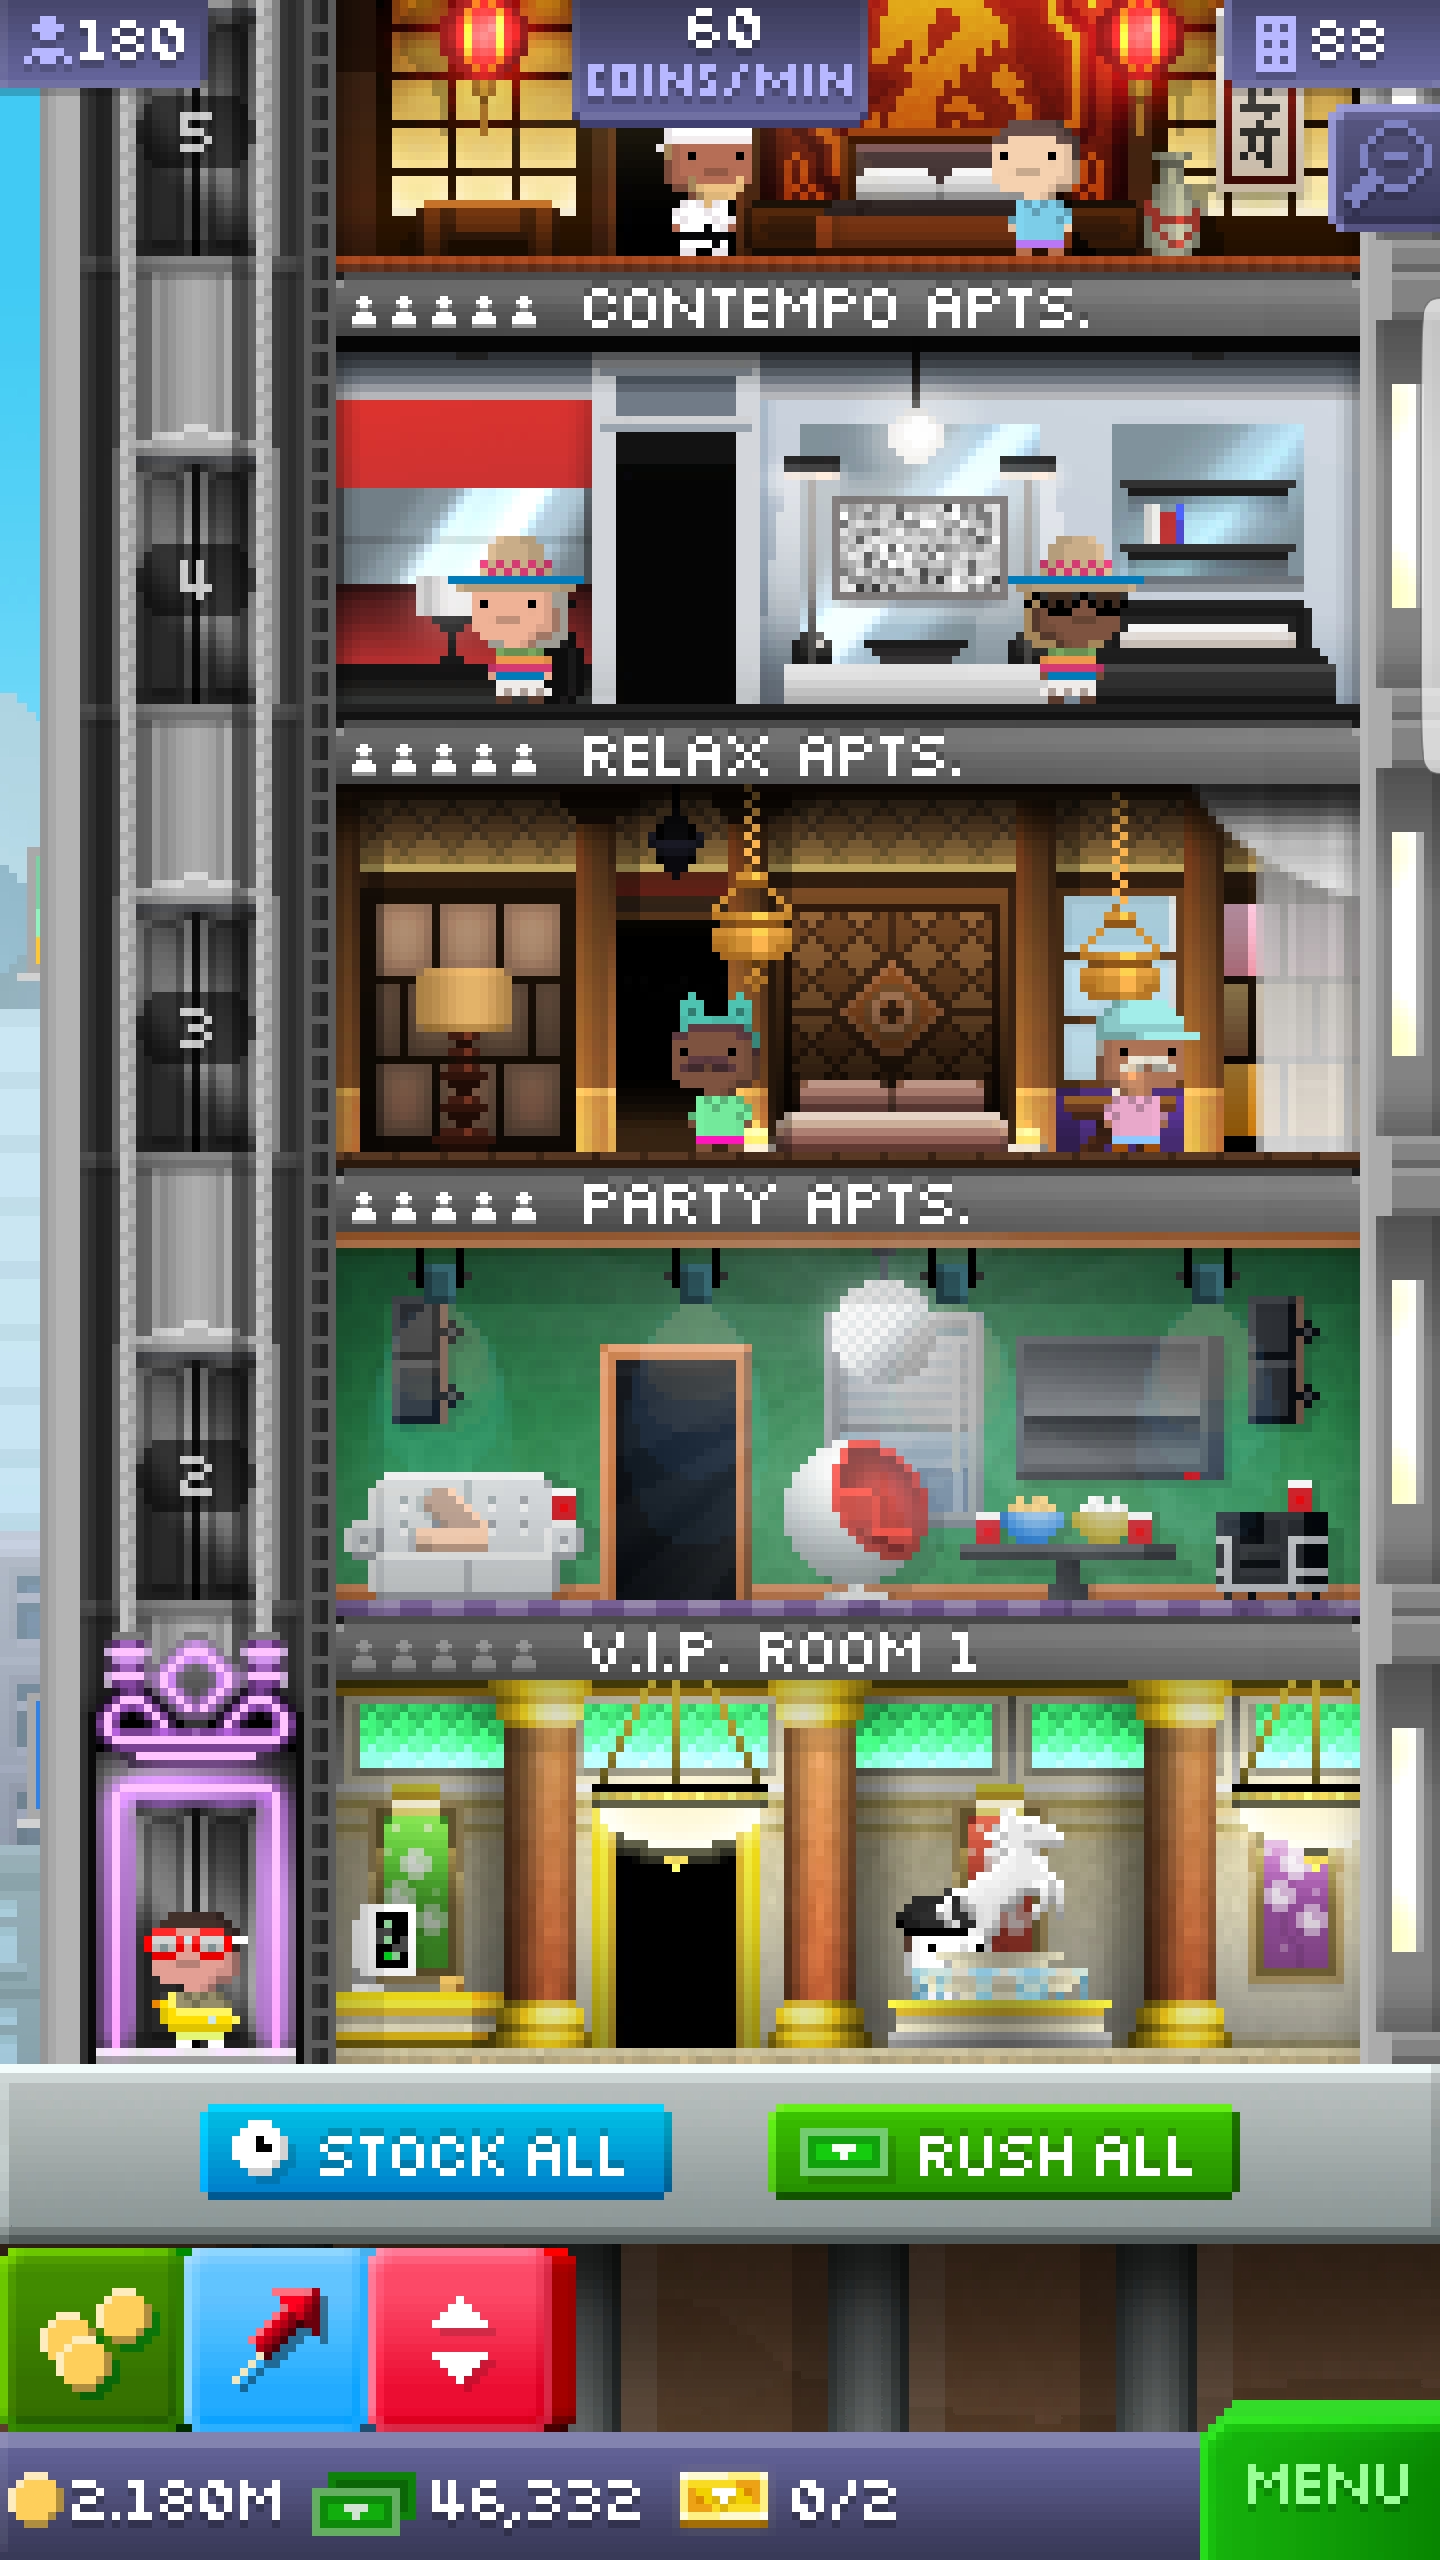 180
60
COINS/MIN
88
5
CONTEMPO APTS.
4
RELAX APTS.
3
PARTY APTS.
2
V.I.P. ROOM 1
STOCK ALL
RUSH ALL
2.180M
46,332
0/2
MENU